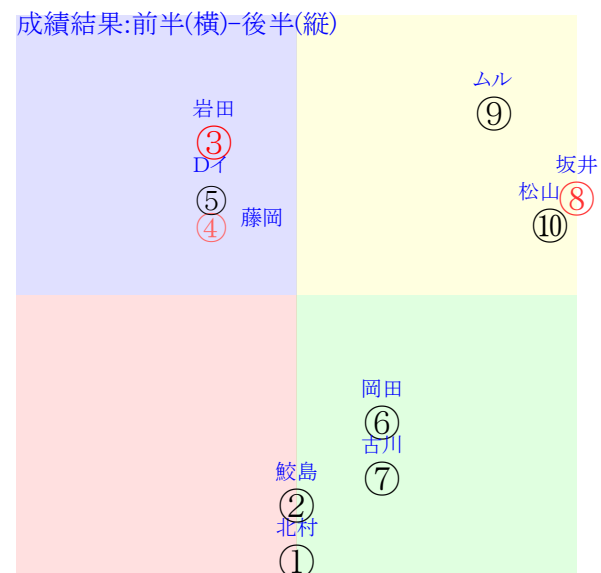 成績結果:前半(横)-後半(縦)
ムル
⑨
岩田
③
Dイ
⑤
坂井
⑧
松山
⑩
藤岡
④
岡田
⑥
古川
⑦
鮫島
②
北村
①